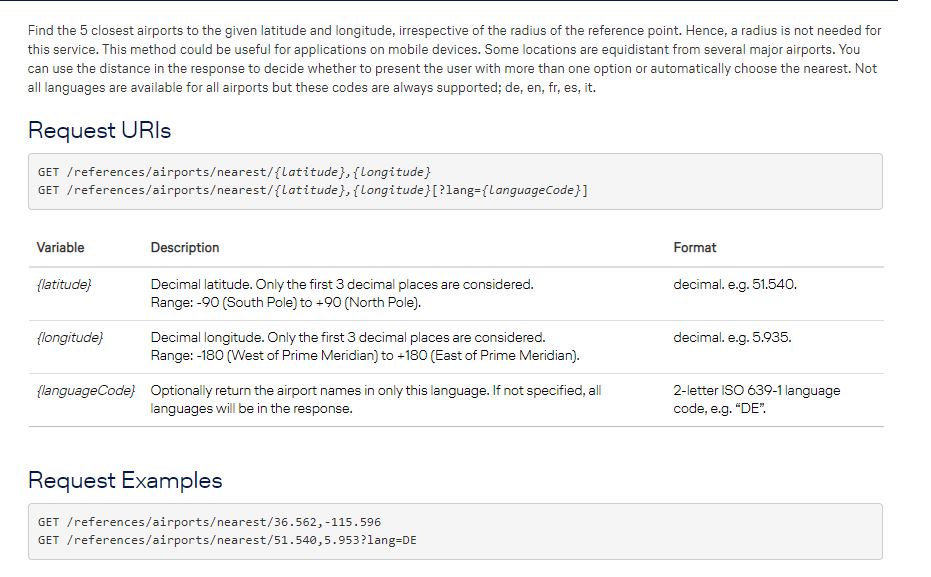 Find the 5 closest airports to the given latitude and longitude, irrespective of the radius of the reference point. Hence, a radius is not needed for
this service. This method could be useful for applications on mobile devices. Some locations are equidistant from several major airports. You
can use the distance in the response to decide whether to present the user with more than one option or automatically choose the nearest. Not
all languages are available for all airports but these codes are always supported; de, en, fr, es, it.
Request URIs
GET /references/airports/nearest/{latitude},{longitude}
GET /references/airports/nearest/{latitude},{longitude}[?lang={languageCode}]
Variable Description Format
{latitude} Decimal latitude. Only the first 3 decimal places are considered. decimal. e.g. 51.540.
Range: -90 (South Pole) to +90 (North Pole).
{longitude} Decimal longitude. Only the first 3 decimal places are considered. decimal. e.g. 5.935.
Range: -180 (West of Prime Meridian) to +180 (East of Prime Meridian).
{languageCode} Optionally return the airport names in only this language. If not specified, all 2-letter ISO 639-1 language
languages will be in the response. code, e.g. “DE”.
Request Examples
GET /references/airports/nearest/36.562,-115.596
GET /references/airports/nearest/51.540,5.953?lang=DE